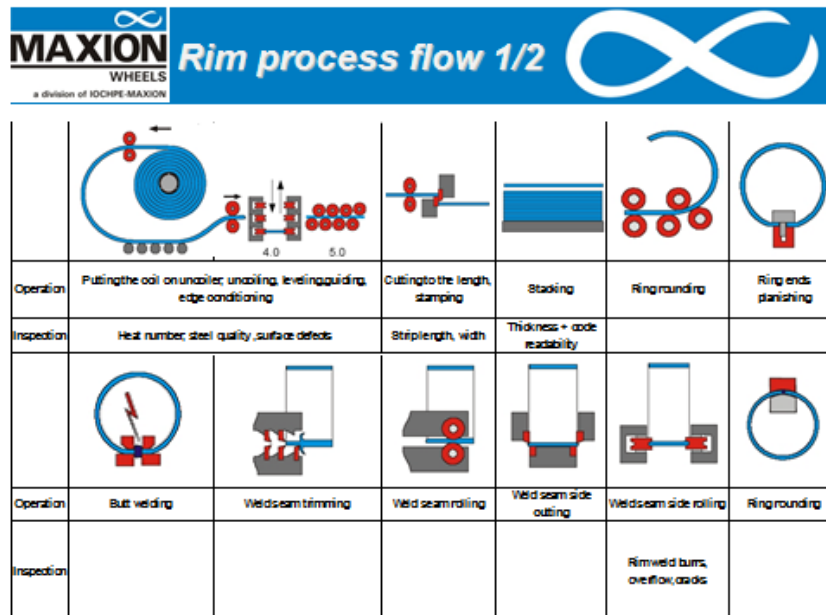 MAXION
WHEELS
a division of IOCHPE-MAXION
Rim process flow 1/2
4.0
5.0
Operation
Putting the coil on uncoiler, uncoiling, leveling, guiding,
edge conditioning
Cutting to the length,
stamping
Stacking
Ring rounding
Ring ends
planishing
Inspection
Heat number, steel quality, surface defects
Strip length, width
Thickness + code
readability
Operation
Butt welding
Weld seam trimming
Weld seam rolling
Weld seam side
cutting
Weld seam side rolling
Ring rounding
Inspection
Rim weld burrs,
overflow, cracks